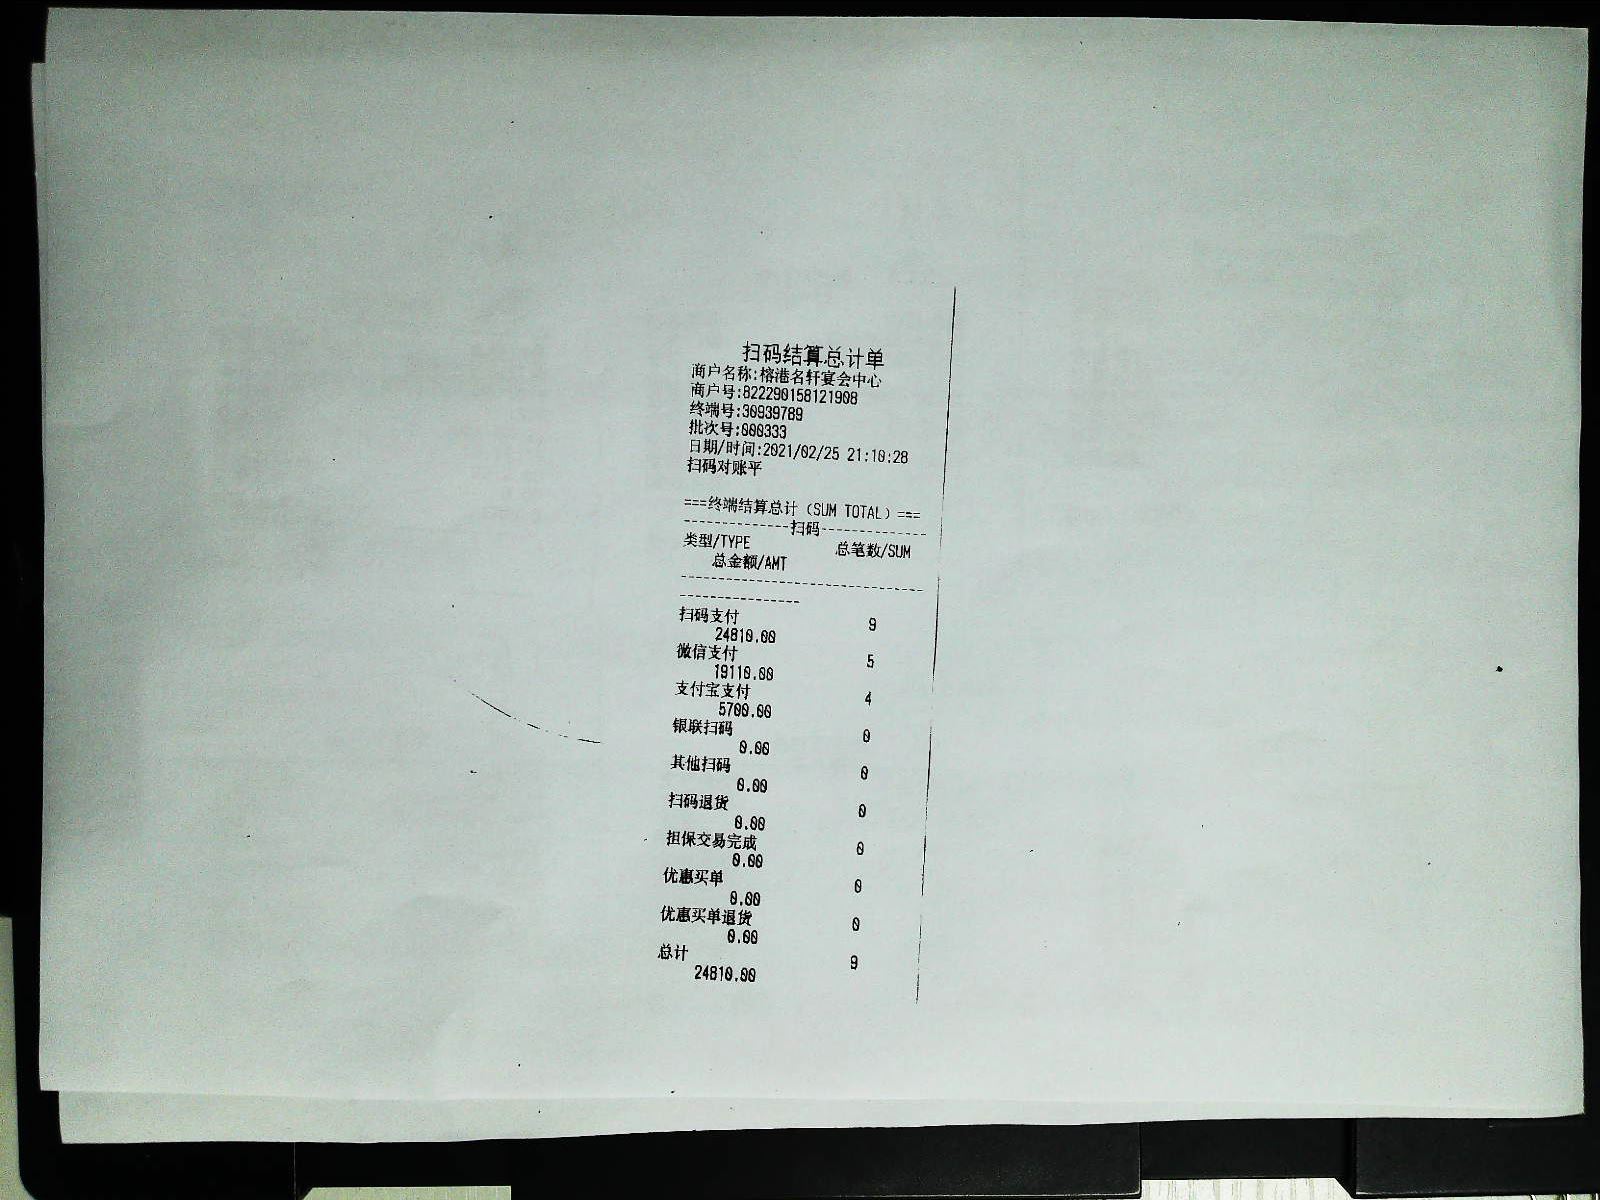 扫码结算总计单
商户名称:榕港名轩宴会中心
商户号:822290158121908
终端号:30939789
批次号:000333
日期/时间:2021/02/25 21:10:28
扫码对账平
===终端结算总计（SUM TOTAL）===
--------------扫码--------------
类型/TYPE 总笔数/SUM
总金额/AMT
--------------------------------
----------------
扫码支付 9
24810.00
微信支付 5
19110.00
支付宝支付 4
5700.00
银联扫码 0
0.00
其他扫码 0
0.00
扫码退货 0
0.00
担保交易完成 0
0.00
优惠买单 0
0.00
优惠买单退货 0
0.00
总计 9
24810.00